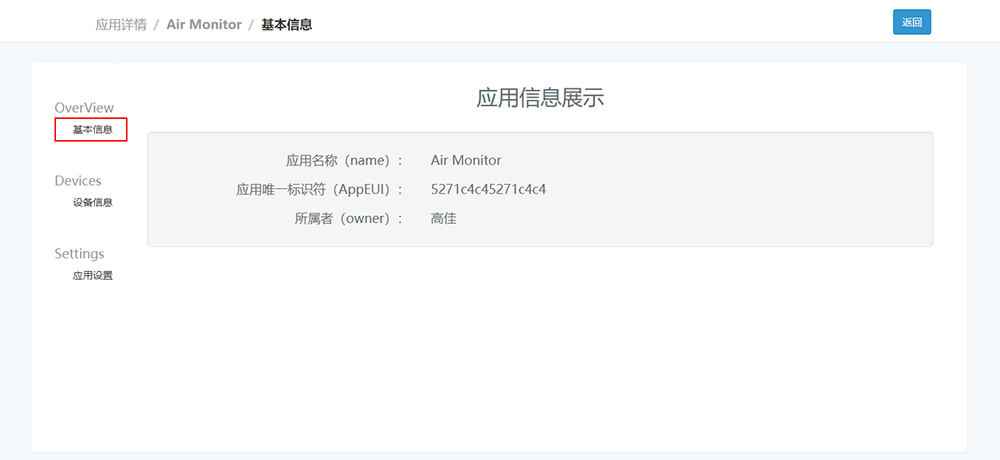 应用详情 / Air Monitor / 基本信息
返回
OverView
基本信息
Devices
设备信息
Settings
应用设置
应用信息展示
应用名称（name）： Air Monitor
应用唯一标识符（AppEUI）： 5271c4c45271c4c4
所属者（owner）： 高佳